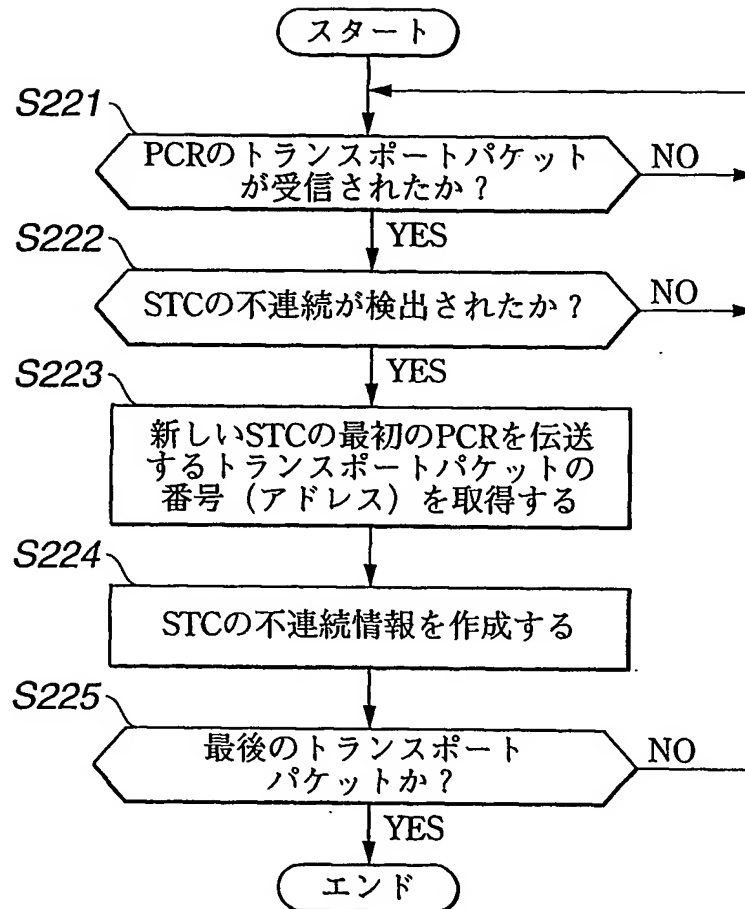 スタート
S221
PCRのトランスポートパケット
が受信されたか？
NO
YES
S222
STCの不連続が検出されたか？
NO
YES
S223
新しいSTCの最初のPCRを伝送
するトランスポートパケットの
番号（アドレス）を取得する
S224
STCの不連続情報を作成する
S225
最後のトランスポート
パケットか？
NO
YES
エンド